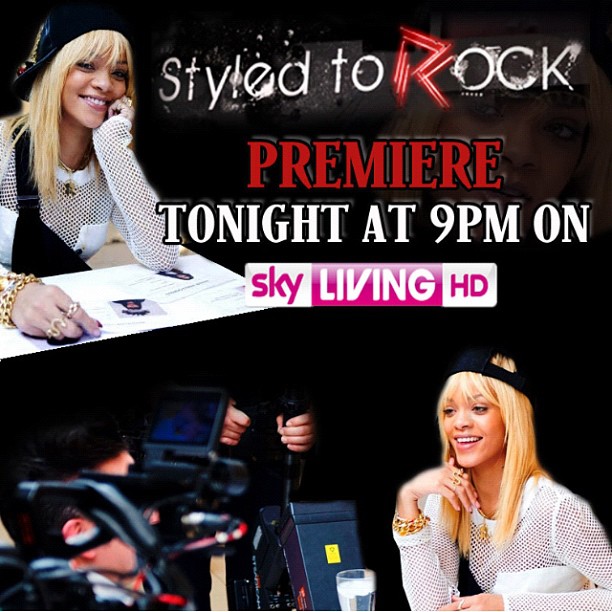 Styled to ROCK
PREMIERE
TONIGHT AT 9PM ON
sky LIVING HD